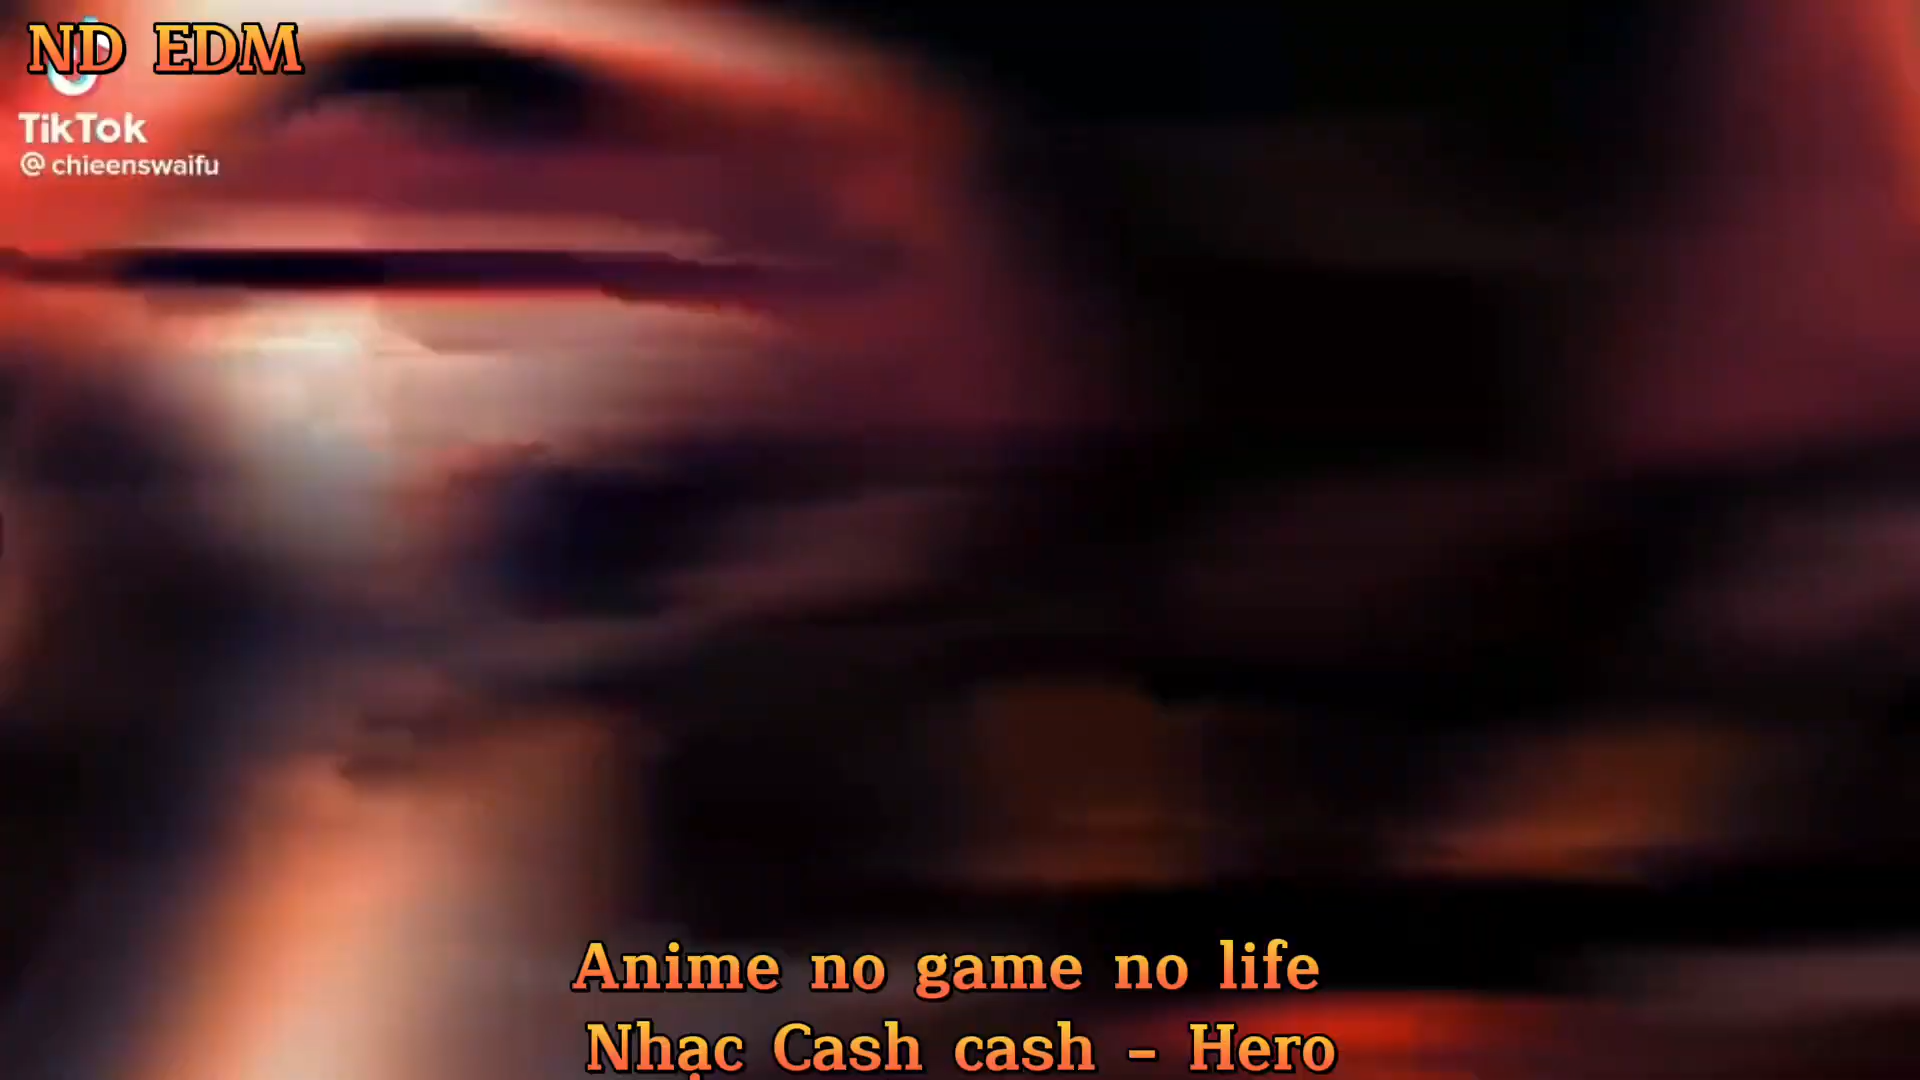 ND EDM
TikTok
@chieenswaifu
Anime no game no life
Nhạc Cash cash – Hero